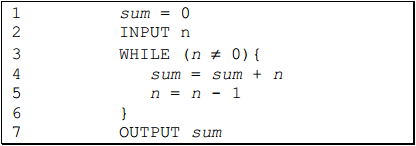 1 sum = 0
2 INPUT n
3 WHILE (n ≠ 0){
4 sum = sum + n
5 n = n - 1
6 }
7 OUTPUT sum